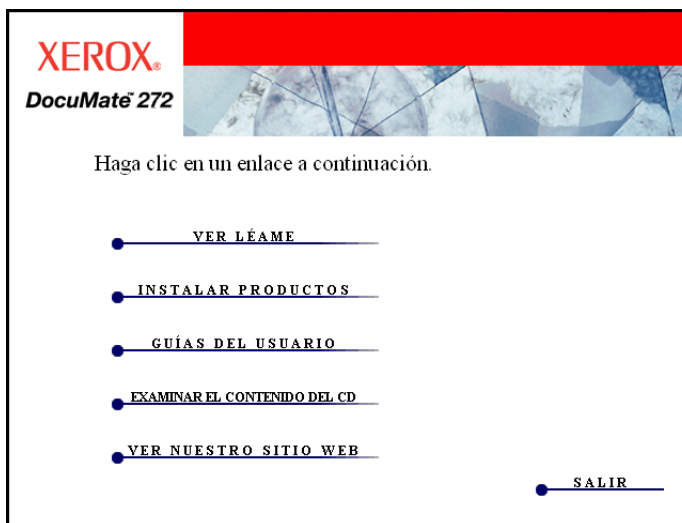 XEROX®
DocuMate™ 272
Haga clic en un enlace a continuación.
VER LÉAME
INSTALAR PRODUCTOS
GUÍAS DEL USUARIO
EXAMINAR EL CONTENIDO DEL CD
VER NUESTRO SITIO WEB
SALIR